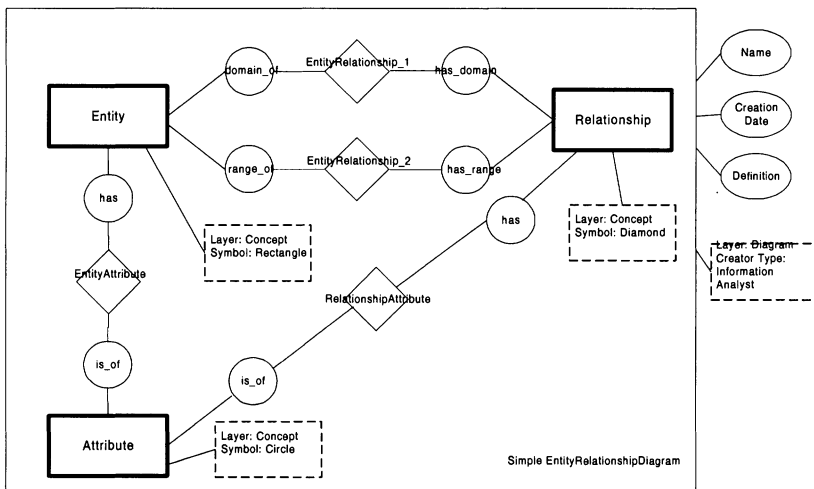 EntityRelationship_1
domain_of
has_domain
Name
Entity
Relationship
Creation
Date
EntityRelationship_2
range_of
has_range
Definition
has
has
Layer: Concept
Symbol: Rectangle
Layer: Concept
Symbol: Diamond
Layer: Diagram
Creator Type:
Information
Analyst
EntityAttribute
RelationshipAttribute
is_of
is_of
Attribute
Layer: Concept
Symbol: Circle
Simple EntityRelationshipDiagram